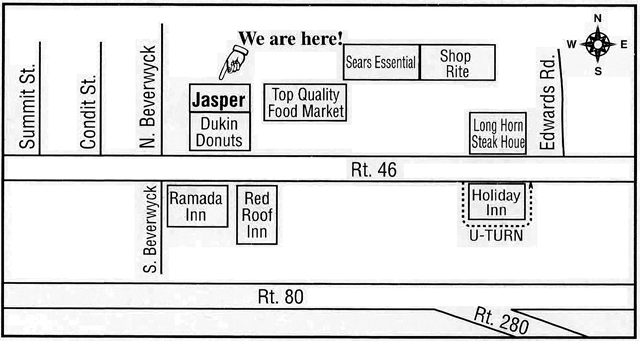 We are here!
N
W E
S
Summit St.
Condit St.
N. Beverwyck
Jasper
Dukin
Donuts
Top Quality
Food Market
Sears Essential
Shop
Rite
Long Horn
Steak Houe
Edwards Rd.
Rt. 46
S. Beverwyck
Ramada
Inn
Red
Roof
Inn
Holiday
Inn
U-TURN
Rt. 80
Rt. 280